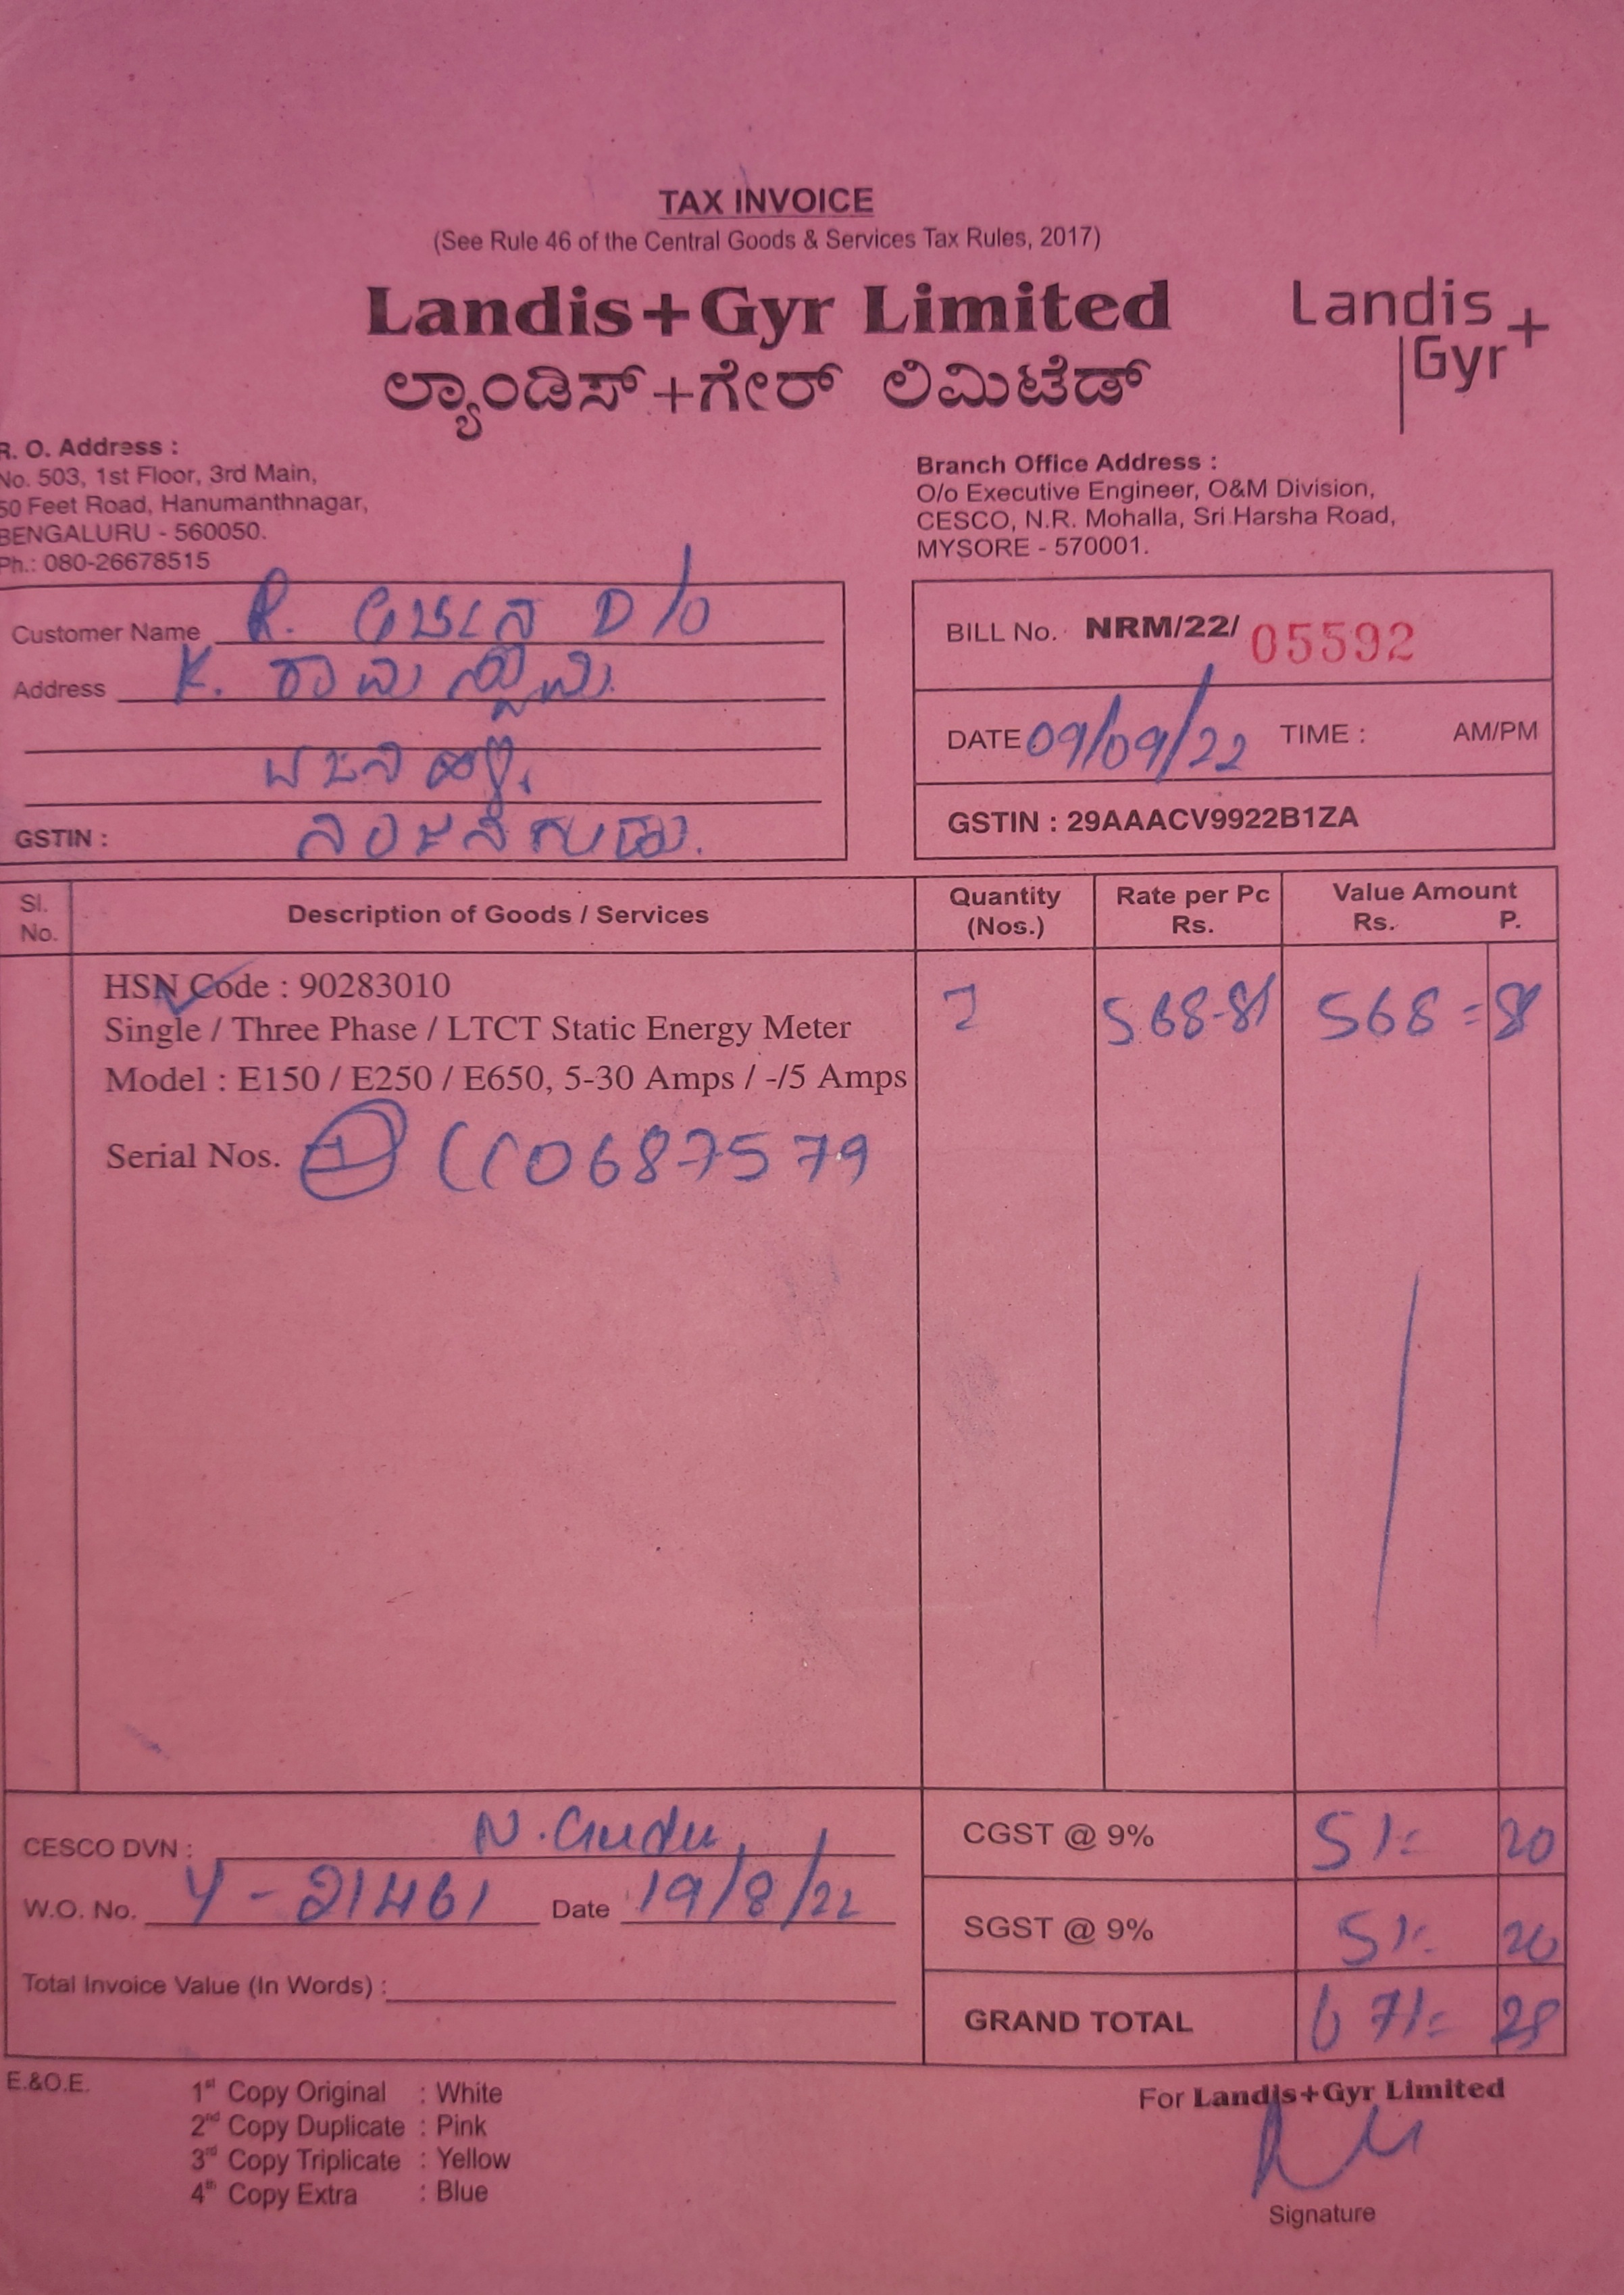 TAX INVOICE
(See Rule 46 of the Central Goods & Services Tax Rules, 2017)
Landis+Gyr Limited
ಲ್ಯಾಂಡಿಸ್+ಗೇರ್ ಲಿಮಿಟೆಡ್
Landis
Gyr+
R. O. Address :
No. 503, 1st Floor, 3rd Main,
50 Feet Road, Hanumanthnagar,
BENGALURU - 560050.
Ph.: 080-26678515
Branch Office Address :
O/o Executive Engineer, O&M Division,
CESCO, N.R. Mohalla, Sri Harsha Road,
MYSORE - 570001.
Customer Name R. D/o
Address K.
GSTIN : ನಂಜನಗೂಡು.
BILL No. NRM/22/ 05592
DATE 09/09/22 TIME : AM/PM
GSTIN : 29AAACV9922B1ZA
Sl. No. Description of Goods / Services Quantity (Nos.) Rate per Pc Rs. Value Amount Rs. P.
HSN Code : 90283010
Single / Three Phase / LTCT Static Energy Meter 568-81 568 = 81
Model : E150 / E250 / E650, 5-30 Amps / -/5 Amps
Serial Nos. 0687579
CESCO DVN : N. Gudu
W.O. No. Y - 21461 Date 19/8/22
Total Invoice Value (In Words) :
CGST @ 9% 51= 20
SGST @ 9% 51= 20
GRAND TOTAL 671= 28
E.&O.E.
1st Copy Original : White
2nd Copy Duplicate : Pink
3rd Copy Triplicate : Yellow
4th Copy Extra : Blue
For Landis+Gyr Limited
Signature